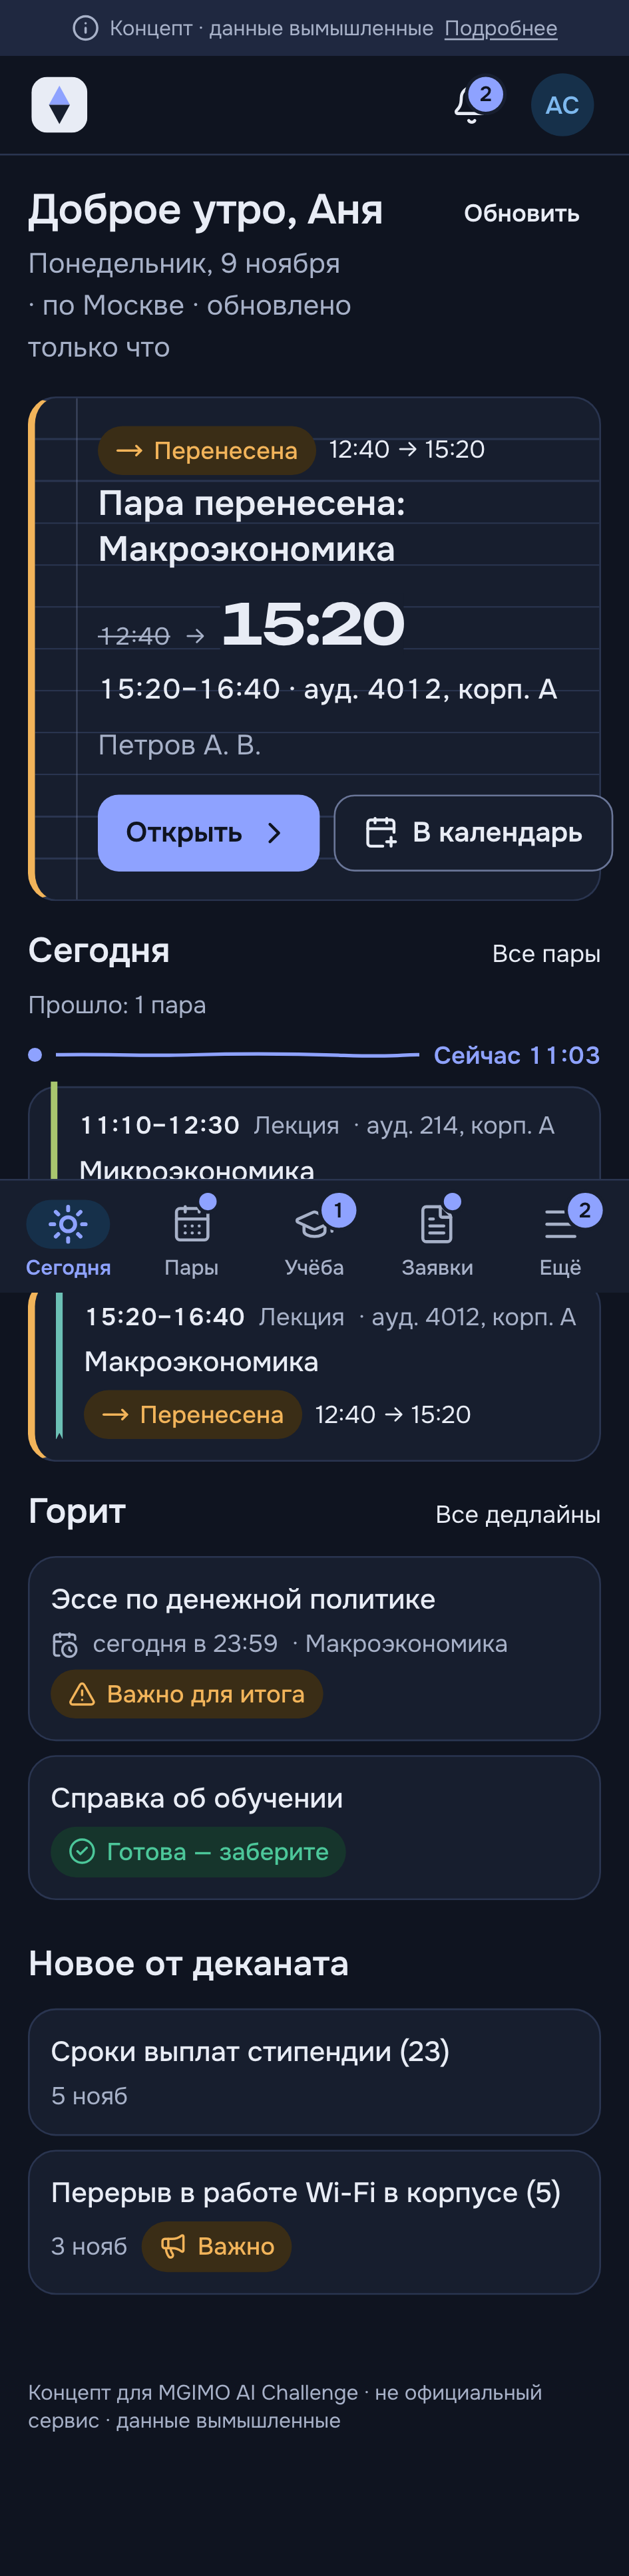 Концепт · данные вымышленные Подробнее
2
АС
Доброе утро, Аня
Обновить
Понедельник, 9 ноября
· по Москве · обновлено
только что
→ Перенесена 12:40 → 15:20
Пара перенесена:
Макроэкономика
12:40 → 15:20
15:20–16:40 · ауд. 4012, корп. А
Петров А. В.
Открыть
В календарь
Сегодня
Все пары
Прошло: 1 пара
Сейчас 11:03
11:10–12:30 Лекция · ауд. 214, корп. А
Микроэкономика
Сегодня
Пары
1
Учёба
Заявки
2
Ещё
15:20–16:40 Лекция · ауд. 4012, корп. А
Макроэкономика
→ Перенесена 12:40 → 15:20
Горит
Все дедлайны
Эссе по денежной политике
сегодня в 23:59 · Макроэкономика
Важно для итога
Справка об обучении
Готова — заберите
Новое от деканата
Сроки выплат стипендии (23)
5 нояб
Перерыв в работе Wi-Fi в корпусе (5)
3 нояб Важно
Концепт для MGIMO AI Challenge · не официальный
сервис · данные вымышленные